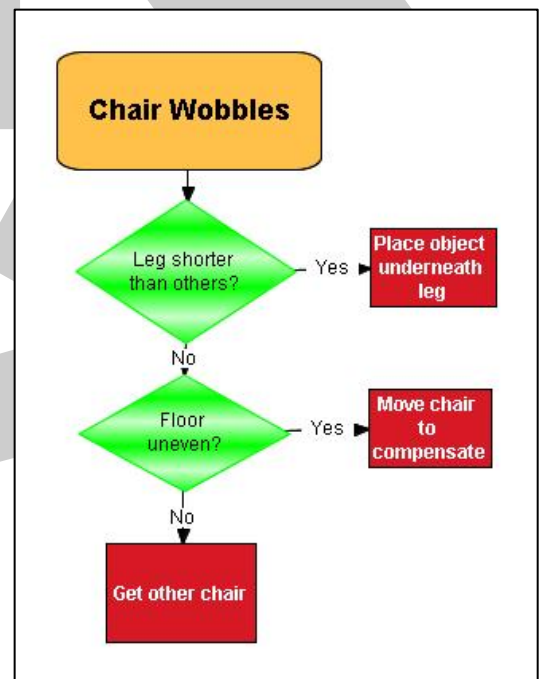 Chair Wobbles
Leg shorter
than others?
Yes
Place object
underneath
leg
No
Floor
uneven?
Yes
Move chair
to
compensate
No
Get other chair